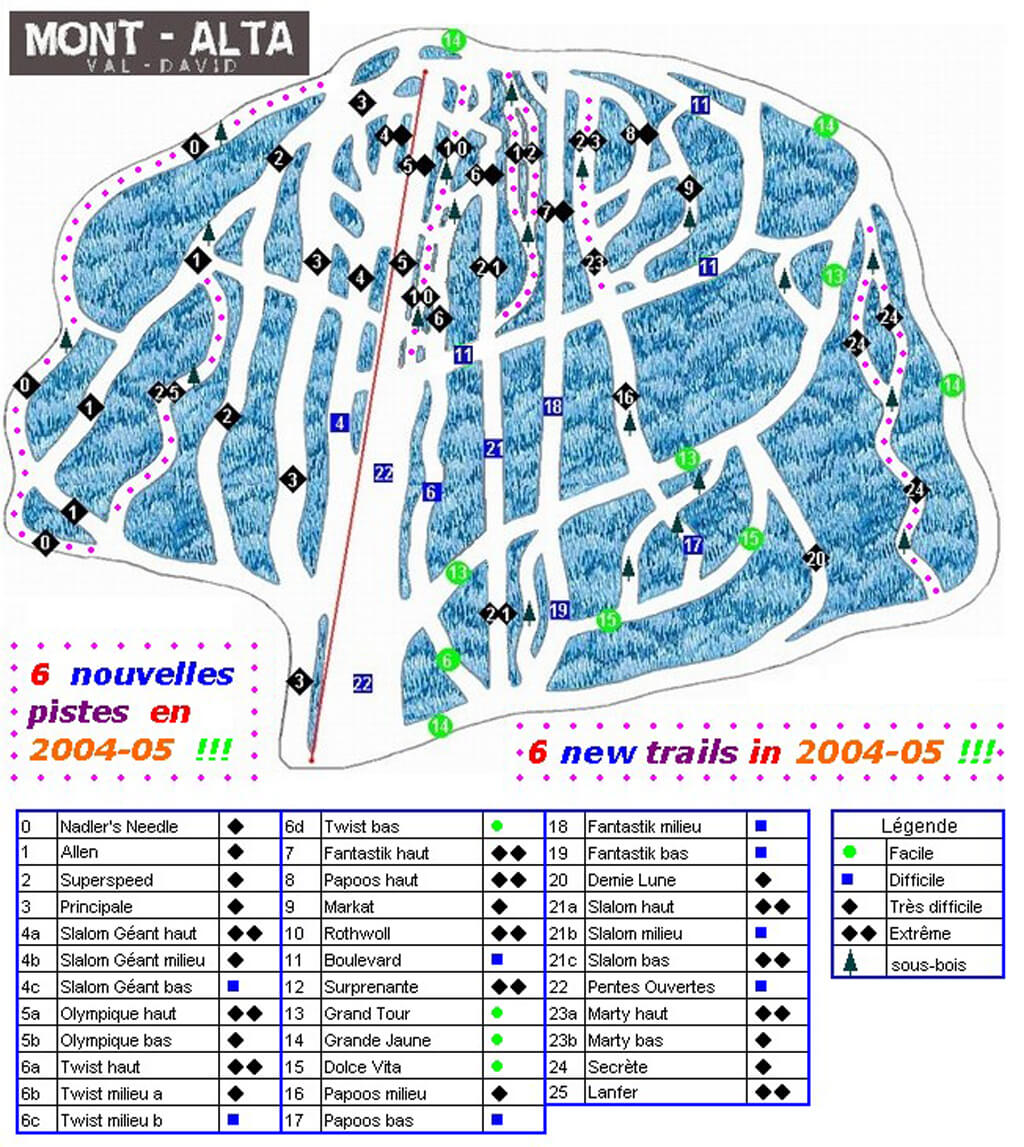 MONT - ALTA
VAL - DAVID
14
3
11
4
0
10
5
12
23
8
14
2
6
9
7
1
3
4
5
21
23
11
13
10
6
24
24
11
0
1
25
2
4
16
18
14
21
3
22
6
13
24
1
0
17
15
20
13
21
19
15
6
3
22
14
6 nouvelles
pistes en
2004-05 !!!
6 new trails in 2004-05 !!!
0 Nadler's Needle
1 Allen
2 Superspeed
3 Principale
4a Slalom Géant haut
4b Slalom Géant milieu
4c Slalom Géant bas
5a Olympique haut
5b Olympique bas
6a Twist haut
6b Twist milieu a
6c Twist milieu b
6d Twist bas
7 Fantastik haut
8 Papoos haut
9 Markat
10 Rothwoll
11 Boulevard
12 Surprenante
13 Grand Tour
14 Grande Jaune
15 Dolce Vita
16 Papoos milieu
17 Papoos bas
18 Fantastik milieu
19 Fantastik bas
20 Demie Lune
21a Slalom haut
21b Slalom milieu
21c Slalom bas
22 Pentes Ouvertes
23a Marty haut
23b Marty bas
24 Secrète
25 Lanfer
Légende
Facile
Difficile
Très difficile
Extrême
sous-bois